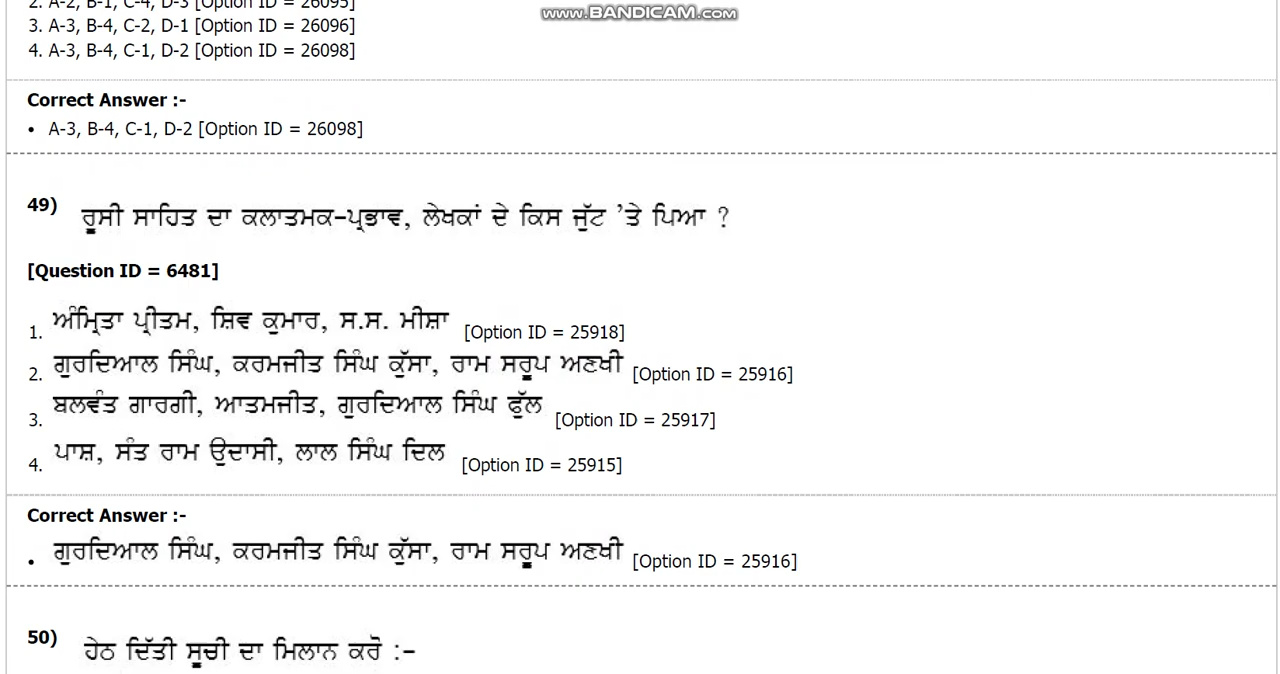 2. A-2, B-1, C-4, D-3 [Option ID = 26095]
www.BANDICAM.com
3. A-3, B-4, C-2, D-1 [Option ID = 26096]
4. A-3, B-4, C-1, D-2 [Option ID = 26098]
Correct Answer :-
• A-3, B-4, C-1, D-2 [Option ID = 26098]
49) ਰੂਸੀ ਸਾਹਿਤ ਦਾ ਕਲਾਤਮਕ-ਪ੍ਰਭਾਵ, ਲੇਖਕਾਂ ਦੇ ਕਿਸ ਜੁੱਟ 'ਤੇ ਪਿਆ ?
[Question ID = 6481]
1. ਅੰਮ੍ਰਿਤਾ ਪ੍ਰੀਤਮ, ਸ਼ਿਵ ਕੁਮਾਰ, ਸ.ਸ. ਮੀਸ਼ਾ [Option ID = 25918]
2. ਗੁਰਦਿਆਲ ਸਿੰਘ, ਕਰਮਜੀਤ ਸਿੰਘ ਕੁੱਸਾ, ਰਾਮ ਸਰੂਪ ਅਣਖੀ [Option ID = 25916]
3. ਬਲਵੰਤ ਗਾਰਗੀ, ਆਤਮਜੀਤ, ਗੁਰਦਿਆਲ ਸਿੰਘ ਫੁੱਲ [Option ID = 25917]
4. ਪਾਸ਼, ਸੰਤ ਰਾਮ ਉਦਾਸੀ, ਲਾਲ ਸਿੰਘ ਦਿਲ [Option ID = 25915]
Correct Answer :-
• ਗੁਰਦਿਆਲ ਸਿੰਘ, ਕਰਮਜੀਤ ਸਿੰਘ ਕੁੱਸਾ, ਰਾਮ ਸਰੂਪ ਅਣਖੀ [Option ID = 25916]
50) ਹੇਠ ਦਿੱਤੀ ਸੂਚੀ ਦਾ ਮਿਲਾਨ ਕਰੋ :-